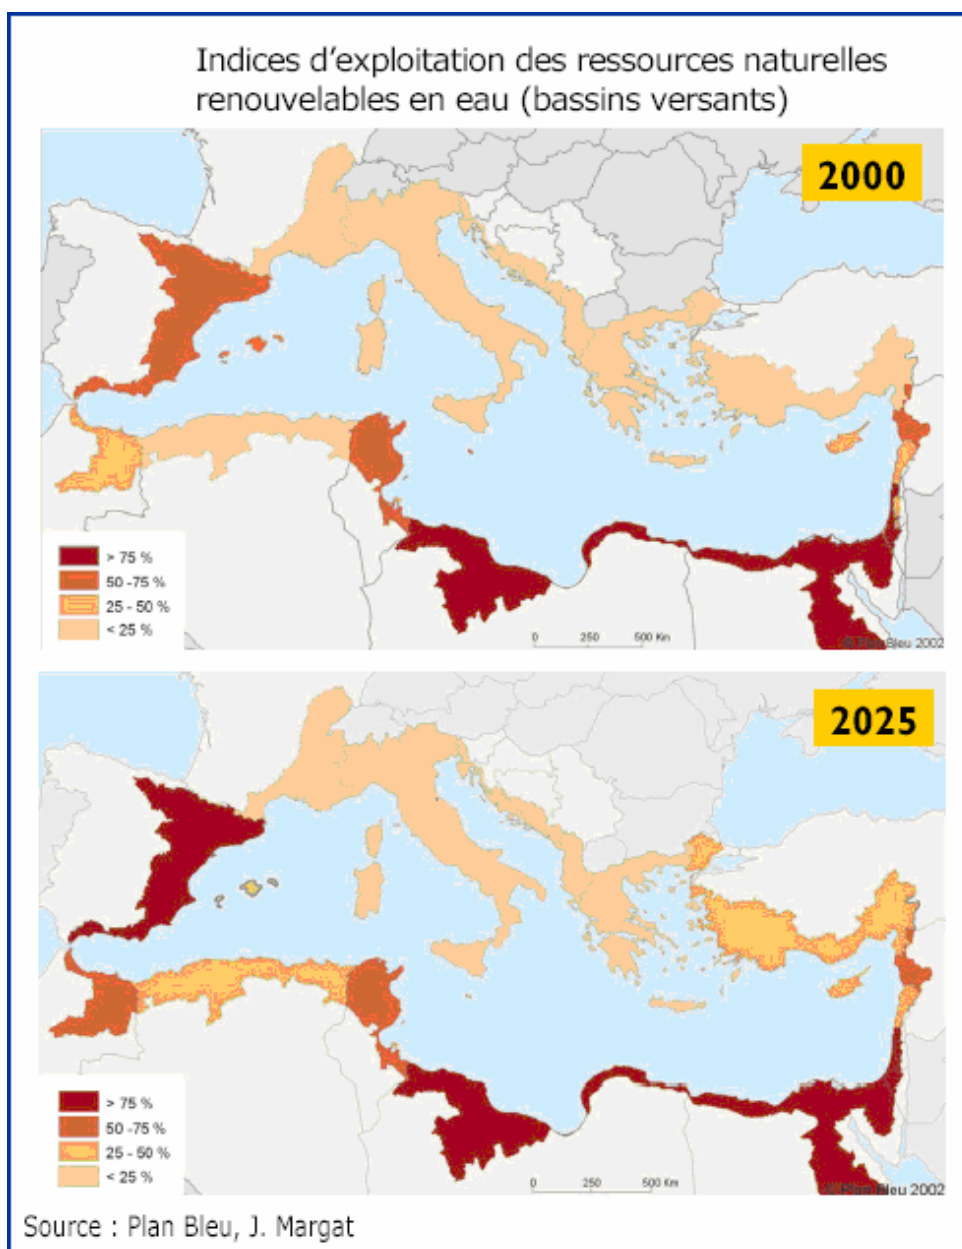 Indices d'exploitation des ressources naturelles
renouvelables en eau (bassins versants)
2000
> 75 %
50 -75 %
25 - 50 %
< 25 %
0 250 500 Km
© Plan Bleu 2002
2025
> 75 %
50 -75 %
25 - 50 %
< 25 %
0 250 500 Km
© Plan Bleu 2002
Source : Plan Bleu, J. Margat